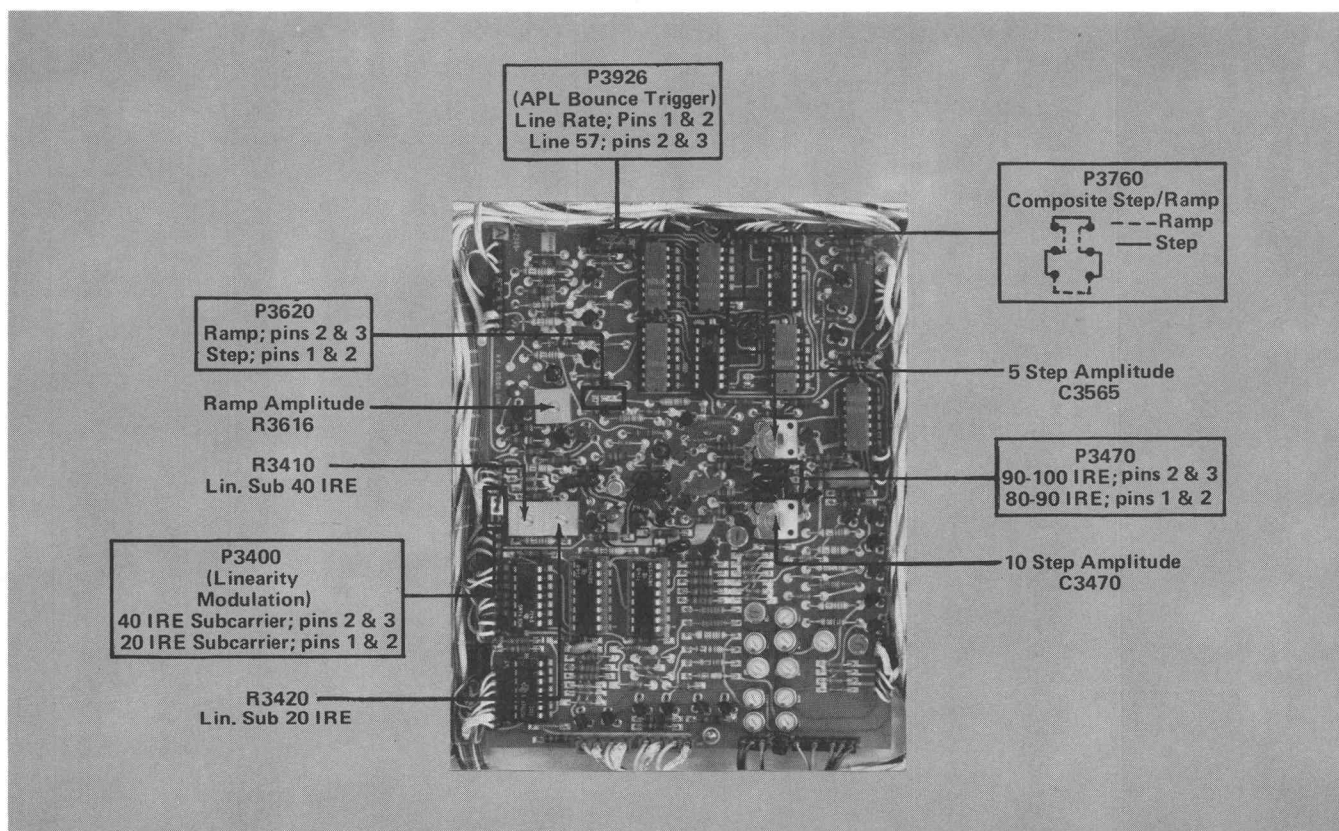 P3926
(APL Bounce Trigger)
Line Rate; Pins 1 & 2
Line 57; pins 2 & 3
P3760
Composite Step/Ramp
Ramp
Step
P3620
Ramp; pins 2 & 3
Step; pins 1 & 2
Ramp Amplitude
R3616
5 Step Amplitude
C3565
R3410
Lin. Sub 40 IRE
P3470
90-100 IRE; pins 2 & 3
80-90 IRE; pins 1 & 2
P3400
(Linearity
Modulation)
40 IRE Subcarrier; pins 2 & 3
20 IRE Subcarrier; pins 1 & 2
10 Step Amplitude
C3470
R3420
Lin. Sub 20 IRE